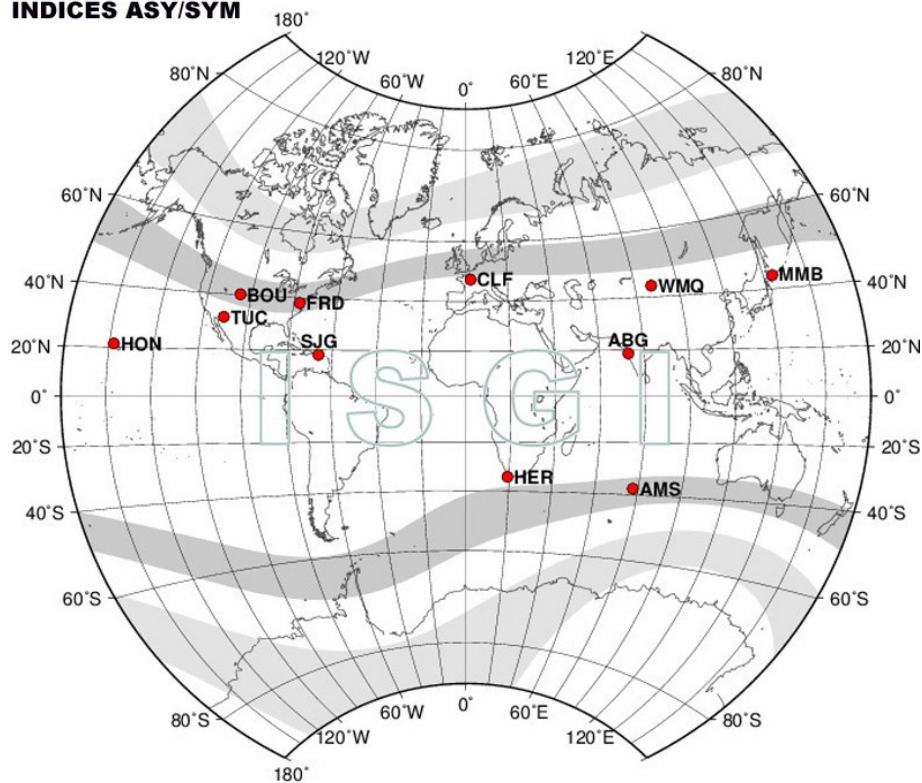 INDICES ASY/SYM
180°
120°W
120°E
80°N
60°W
0°
60°E
80°N
60°N
60°N
40°N
CLF
WMQ
MMB
40°N
BOU
FRD
TUC
20°N
HON
SJG
ABG
20°N
0°
ISGI
0°
20°S
20°S
HER
AMS
40°S
40°S
60°S
60°S
80°S
60°W
0°
60°E
80°S
120°W
120°E
180°